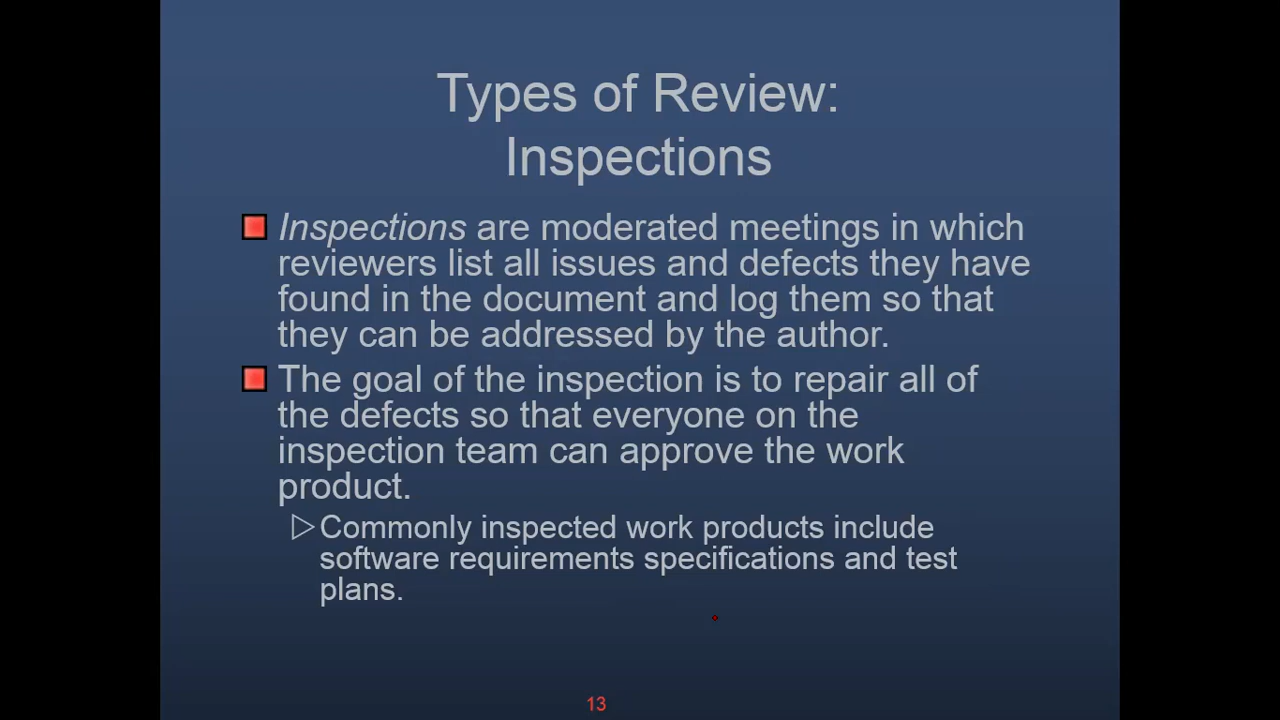 Types of Review:
Inspections
Inspections are moderated meetings in which
reviewers list all issues and defects they have
found in the document and log them so that
they can be addressed by the author.
The goal of the inspection is to repair all of
the defects so that everyone on the
inspection team can approve the work
product.
Commonly inspected work products include
software requirements specifications and test
plans.
13